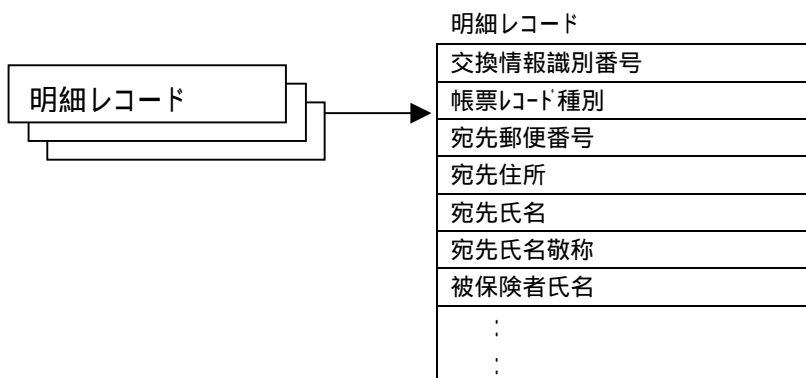 明細レコード
明細レコード
交換情報識別番号
帳票ﾚｺｰﾄﾞ種別
宛先郵便番号
宛先住所
宛先氏名
宛先氏名敬称
被保険者氏名
:
: